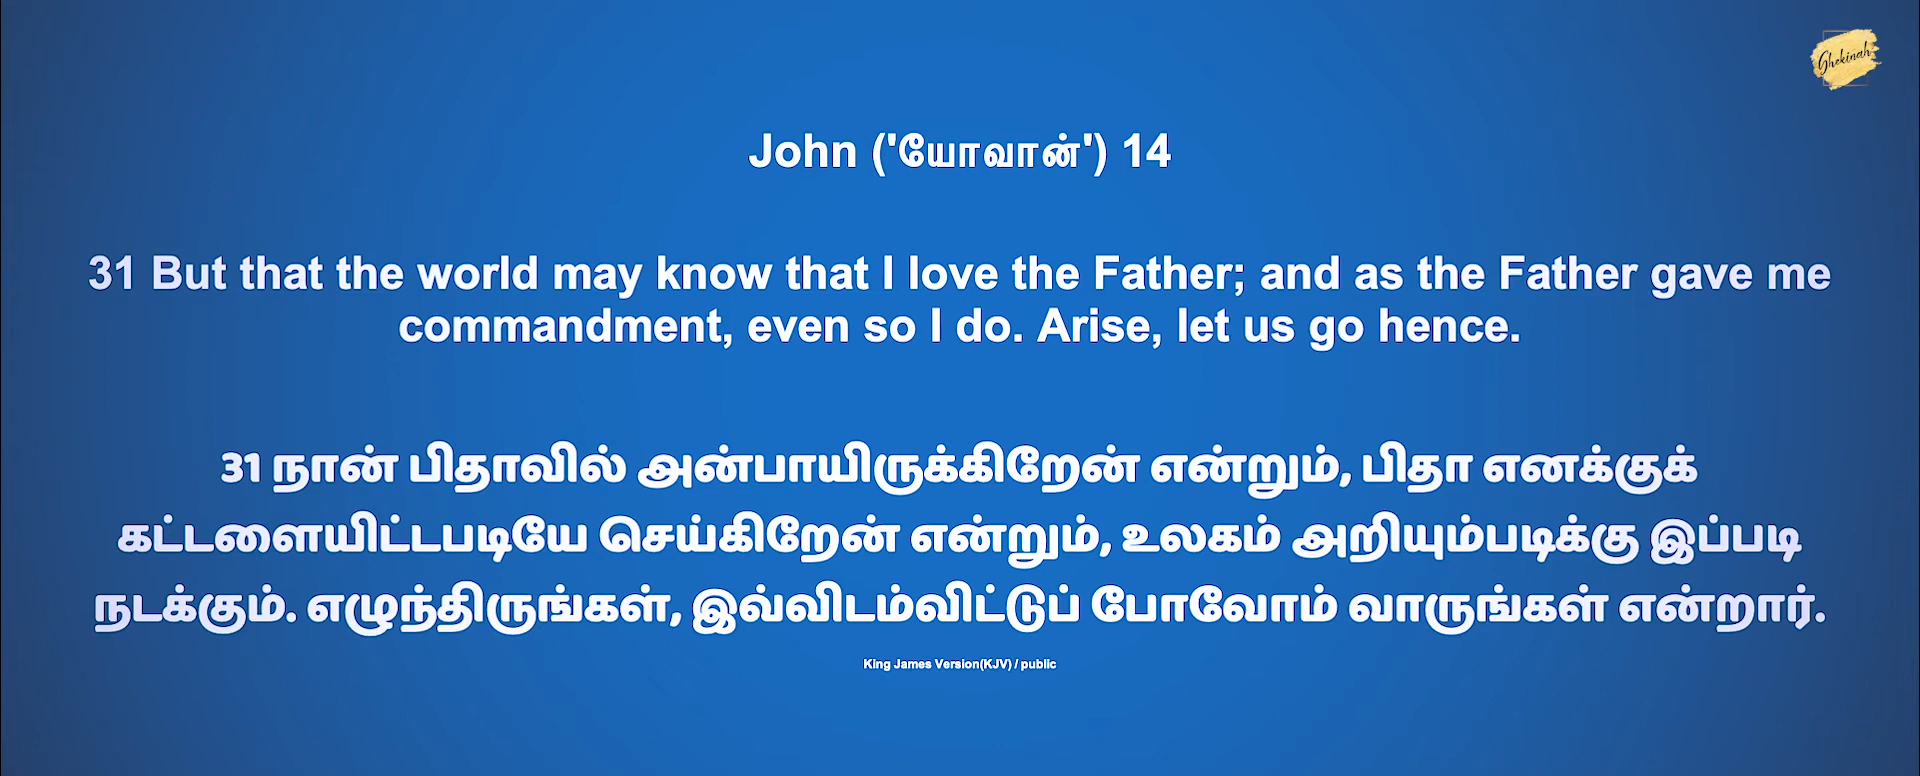 Ghekinah
John ('யோவான்') 14
31 But that the world may know that I love the Father; and as the Father gave me
commandment, even so I do. Arise, let us go hence.
31 நான் பிதாவில் அன்பாயிருக்கிறேன் என்றும், பிதா எனக்குக்
கட்டளையிட்டபடியே செய்கிறேன் என்றும், உலகம் அறியும்படிக்கு இப்படி
நடக்கும். எழுந்திருங்கள், இவ்விடம்விட்டுப் போவோம் வாருங்கள் என்றார்.
King James Version(KJV) / public